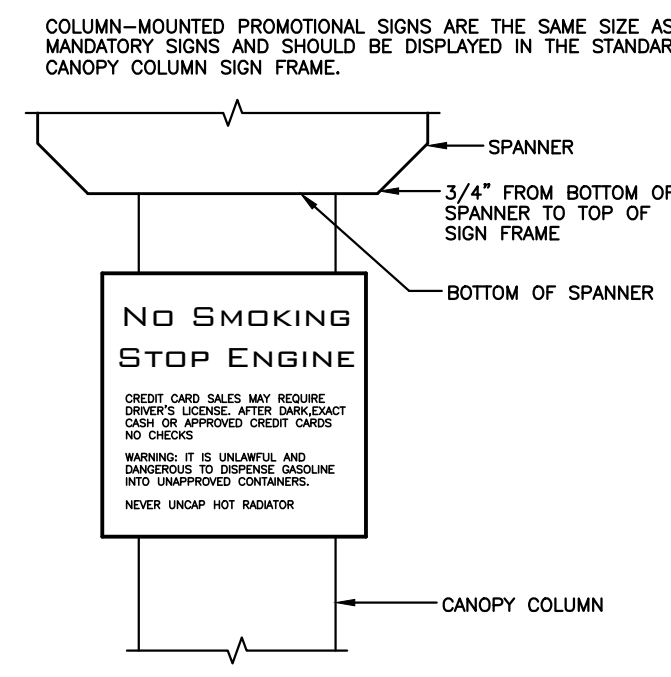 COLUMN-MOUNTED PROMOTIONAL SIGNS ARE THE SAME SIZE AS
MANDATORY SIGNS AND SHOULD BE DISPLAYED IN THE STANDAR
CANOPY COLUMN SIGN FRAME.
SPANNER
3/4" FROM BOTTOM OF
SPANNER TO TOP OF
SIGN FRAME
BOTTOM OF SPANNER
NO SMOKING
STOP ENGINE
CREDIT CARD SALES MAY REQUIRE
DRIVER'S LICENSE. AFTER DARK,EXACT
CASH OR APPROVED CREDIT CARDS
NO CHECKS
WARNING: IT IS UNLAWFUL AND
DANGEROUS TO DISPENSE GASOLINE
INTO UNAPPROVED CONTAINERS.
NEVER UNCAP HOT RADIATOR
CANOPY COLUMN